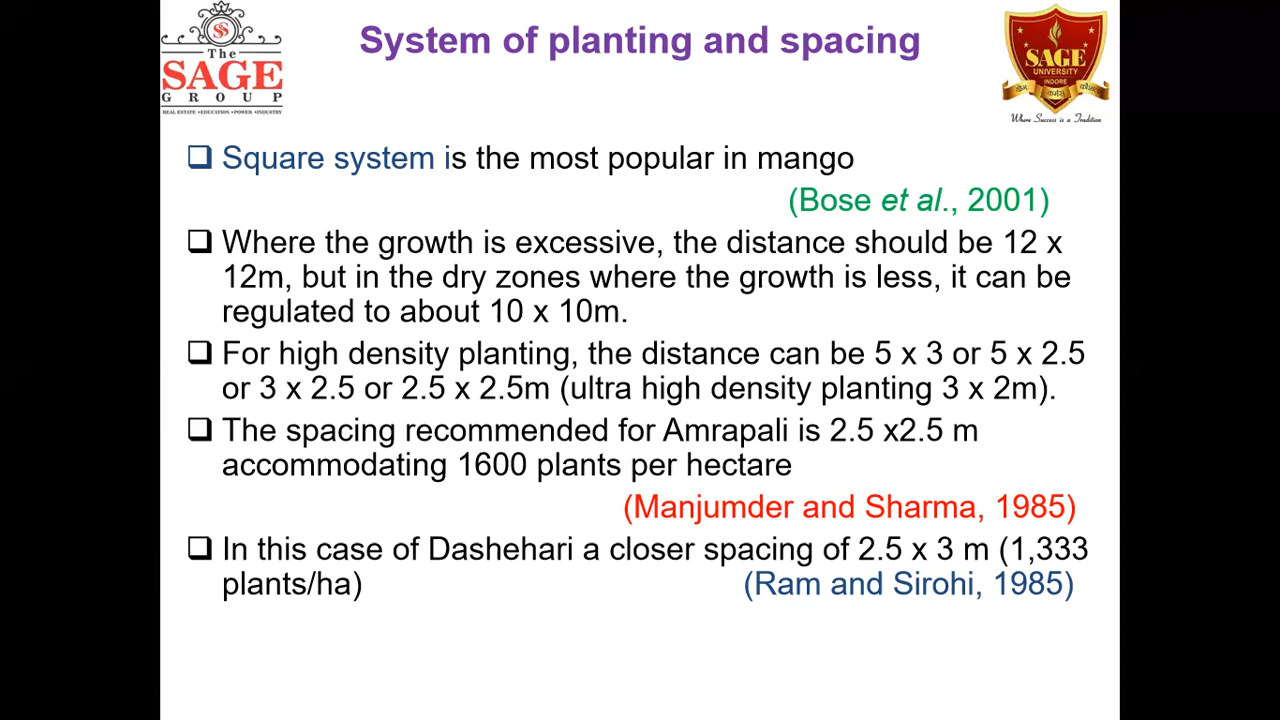 System of planting and spacing
The
SAGE
GROUP
REAL ESTATE •EDUCATION •POWER •INDUSTRY
SAGE
UNIVERSITY
INDORE
Where Success is a Tradition
Square system is the most popular in mango
(Bose et al., 2001)
Where the growth is excessive, the distance should be 12 x
12m, but in the dry zones where the growth is less, it can be
regulated to about 10 x 10m.
For high density planting, the distance can be 5 x 3 or 5 x 2.5
or 3 x 2.5 or 2.5 x 2.5m (ultra high density planting 3 x 2m).
The spacing recommended for Amrapali is 2.5 x2.5 m
accommodating 1600 plants per hectare
(Manjumder and Sharma, 1985)
In this case of Dashehari a closer spacing of 2.5 x 3 m (1,333
plants/ha) (Ram and Sirohi, 1985)